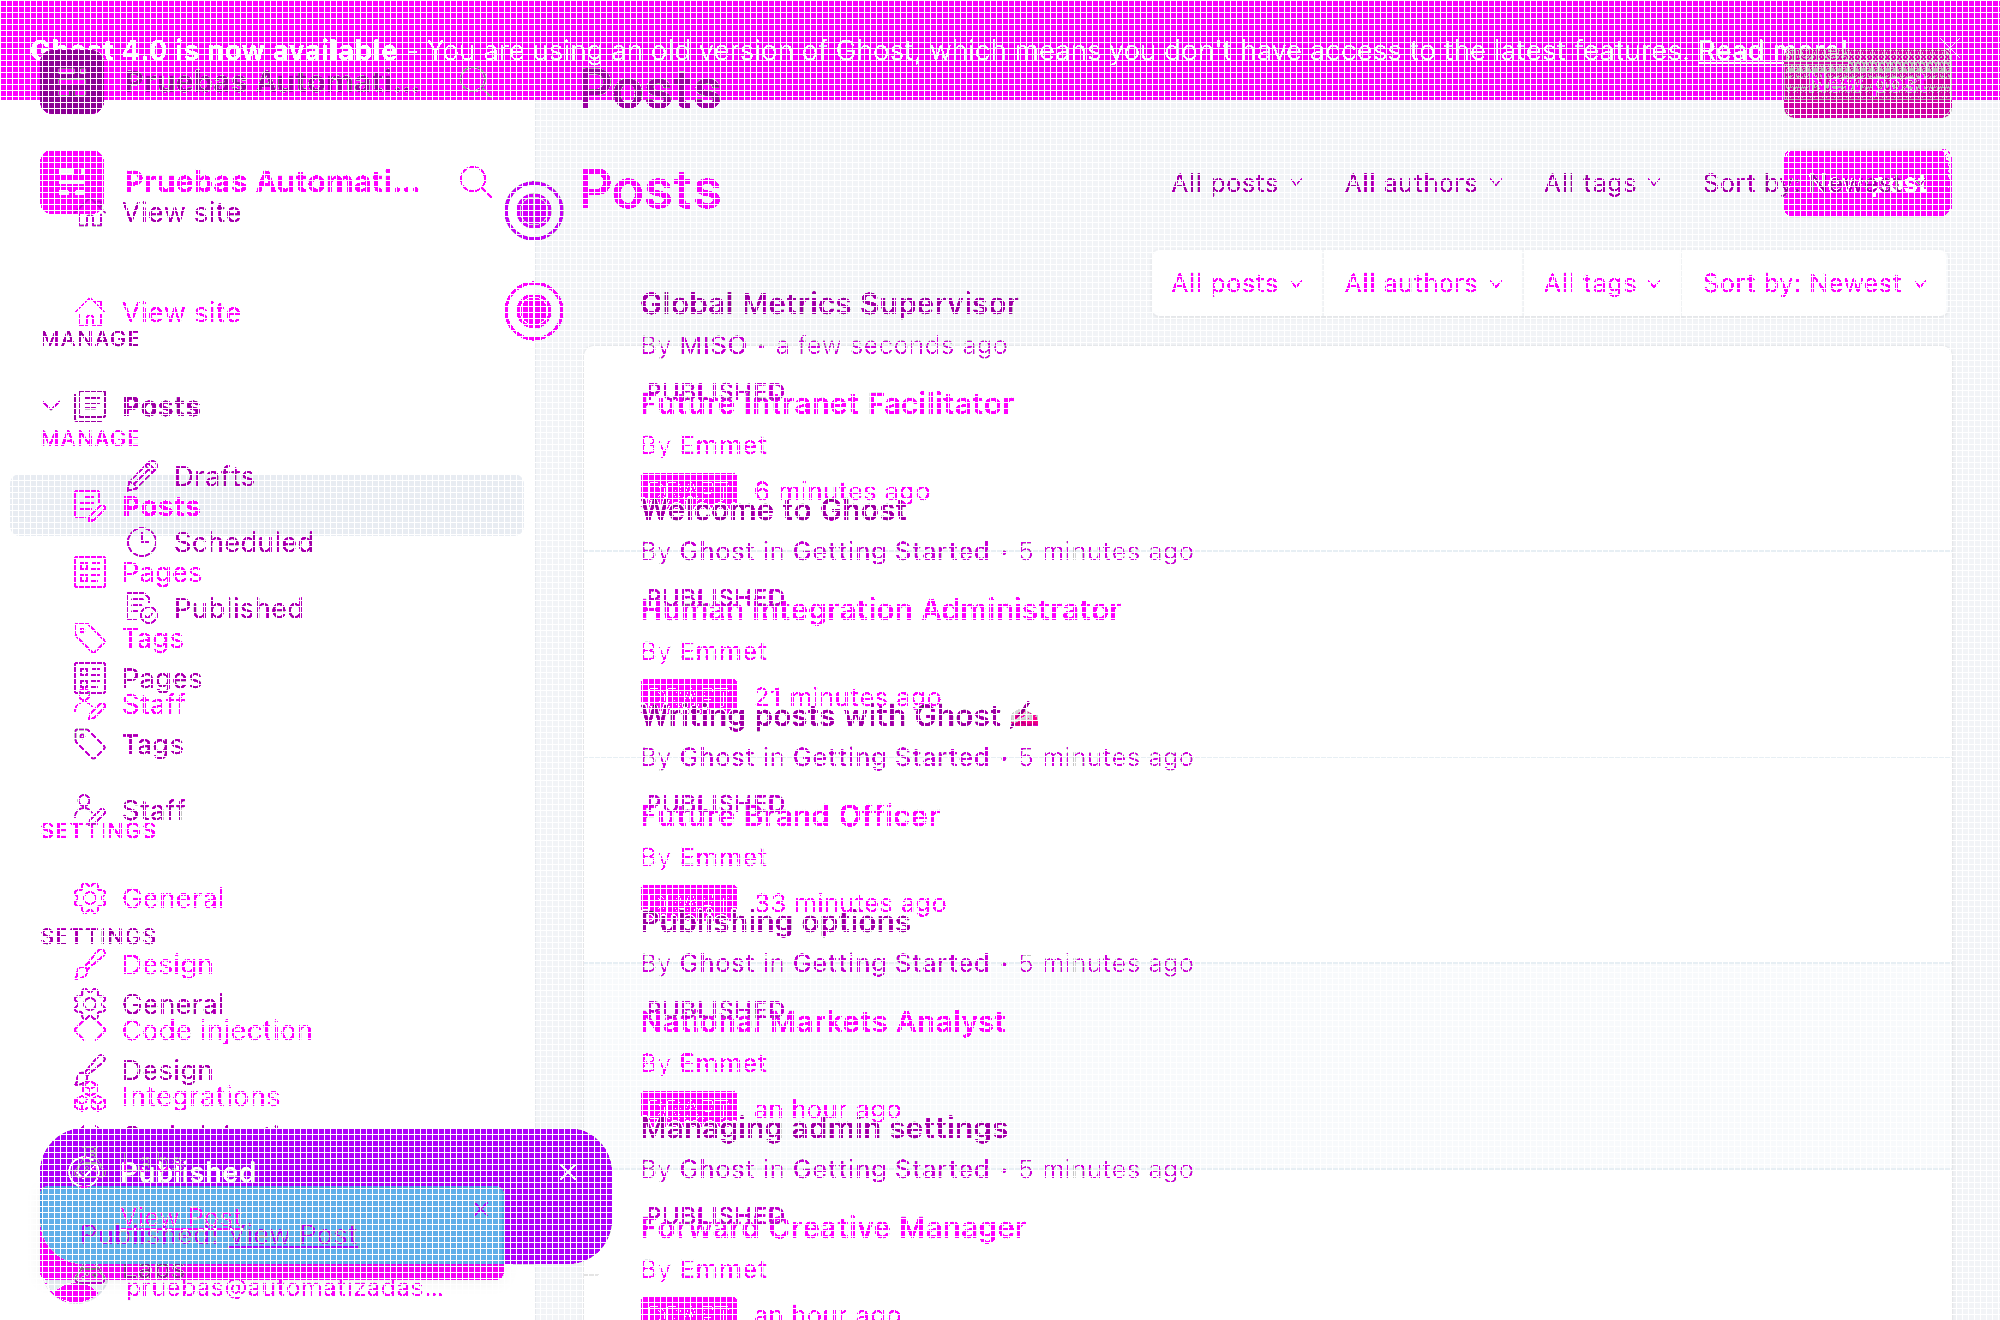 Ghost 4.0 is now available - You are using an old version of Ghost, which means you don't have access to the latest features. Read more!
Pruebas Automati...
Posts
Pruebas Automati...
Posts
All posts
All authors
All tags
Sort by: Newest
New post
View site
View site
All posts
All authors
All tags
Sort by: Newest
MANAGE
Posts
MANAGE
Drafts
Posts
Scheduled
Pages
Published
Tags
Pages
Staff
Tags
Staff
SETTINGS
General
SETTINGS
Design
General
Code injection
Design
Integrations
Global Metrics Supervisor
By MISO · a few seconds ago
PUBLISHED
Future Intranet Facilitator
By Emmet
6 minutes ago
Welcome to Ghost
By Ghost in Getting Started · 5 minutes ago
PUBLISHED
Human Integration Administrator
By Emmet
21 minutes ago
Writing posts with Ghost
By Ghost in Getting Started · 5 minutes ago
PUBLISHED
Future Brand Officer
By Emmet
33 minutes ago
Publishing options
By Ghost in Getting Started · 5 minutes ago
PUBLISHED
National Markets Analyst
By Emmet
an hour ago
Managing admin settings
By Ghost in Getting Started · 5 minutes ago
PUBLISHED
Forward Creative Manager
By Emmet
an hour ago
Published
View Post
Published! View Post
pruebas@automatizadas...